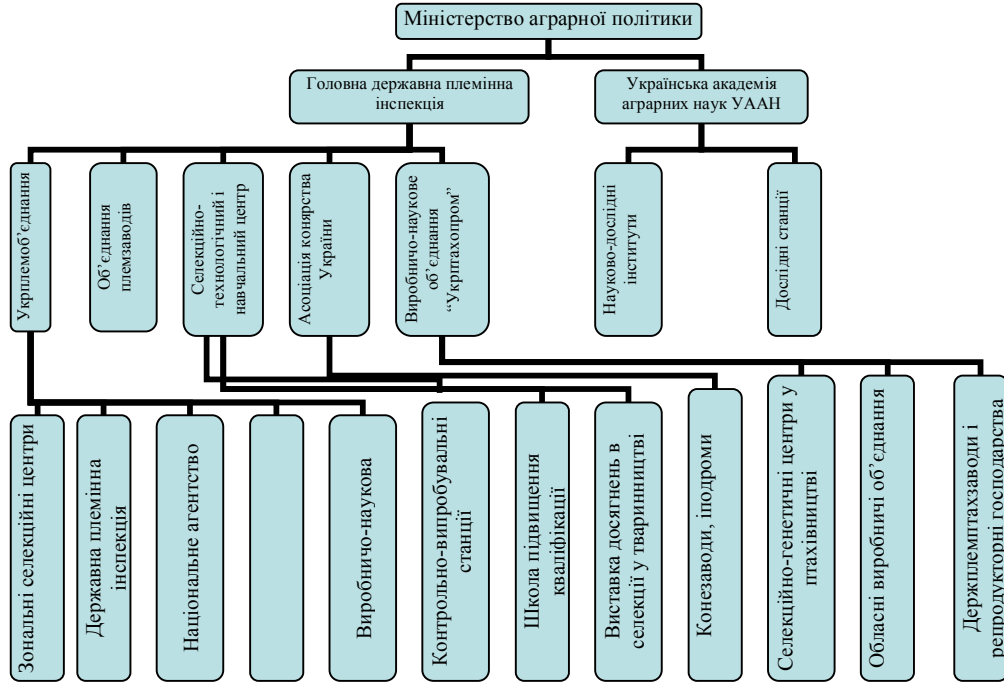 Міністерство аграрної політики
Головна державна племінна
інспекція
Українська академія
аграрних наук УААН
Укрплемоб’єднання
Об’єднання
племзаводів
Селекційно-
технологічний і
навчальний центр
Асоціація конярства
України
Виробничо-наукове
об’єднання
“Укрптахопром”
Науково-дослідні
інститути
Дослідні станції
Зональні селекційні центри
Державна племінна
інспекція
Національне агентство
Виробничо-наукова
Контрольно-випробувальні
станції
Школа підвищення
кваліфікації
Виставка досягнень в
селекції у тваринництві
Конезаводи, іподроми
Селекційно-генетичні центри у
птахівництві
Обласні виробничі об’єднання
Держплемптахзаводи і
репродукторні господарства